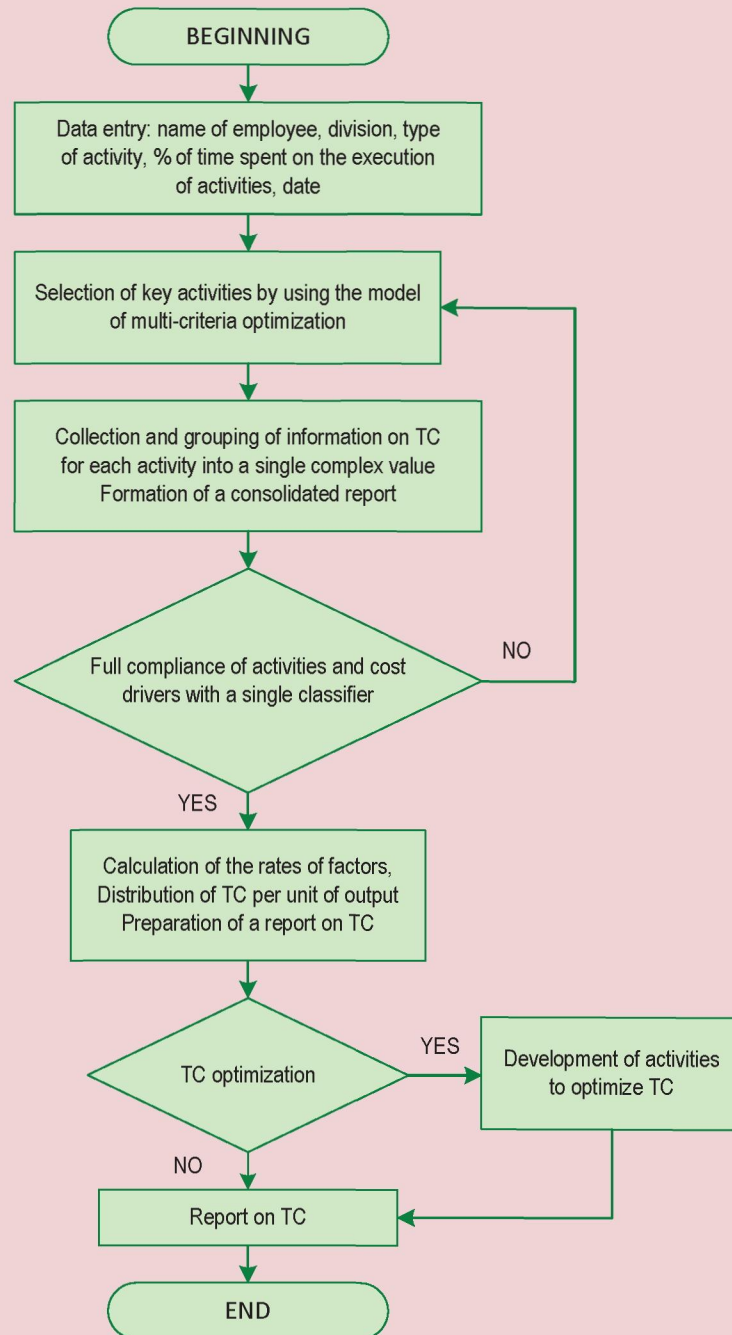 BEGINNING
Data entry: name of employee, division, type
of activity, % of time spent on the execution
of activities, date
Selection of key activities by using the model
of multi-criteria optimization
Collection and grouping of information on TC
for each activity into a single complex value
Formation of a consolidated report
Full compliance of activities and cost
drivers with a single classifier
NO
YES
Calculation of the rates of factors,
Distribution of TC per unit of output
Preparation of a report on TC
TC optimization
YES
Development of activities
to optimize TC
NO
Report on TC
END